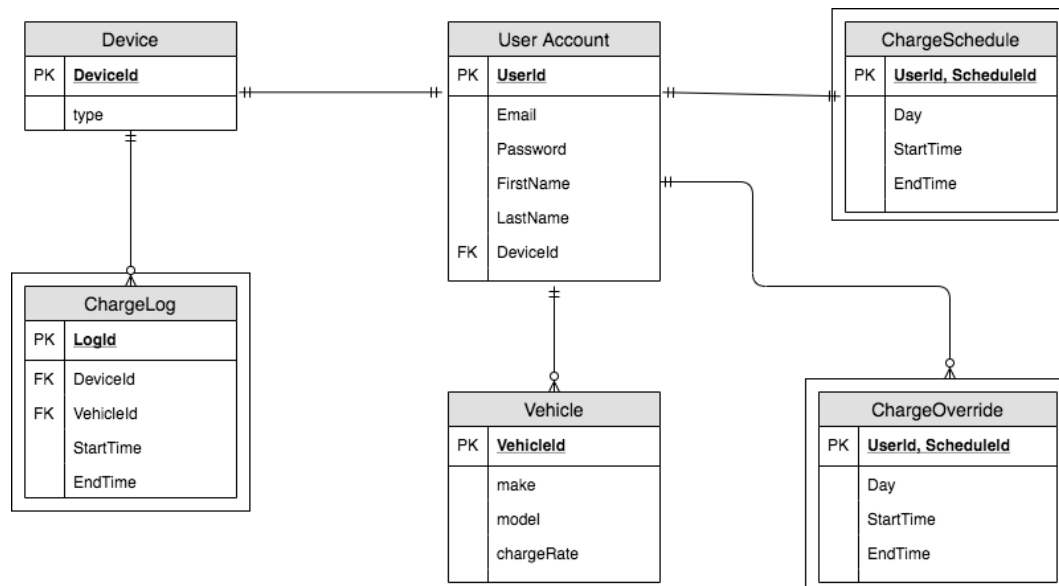 Device
PK DeviceId
type
User Account
PK UserId
Email
Password
FirstName
LastName
FK DeviceId
ChargeSchedule
PK UserId, ScheduleId
Day
StartTime
EndTime
ChargeLog
PK LogId
FK DeviceId
FK VehicleId
StartTime
EndTime
Vehicle
PK VehicleId
make
model
chargeRate
ChargeOverride
PK UserId, ScheduleId
Day
StartTime
EndTime